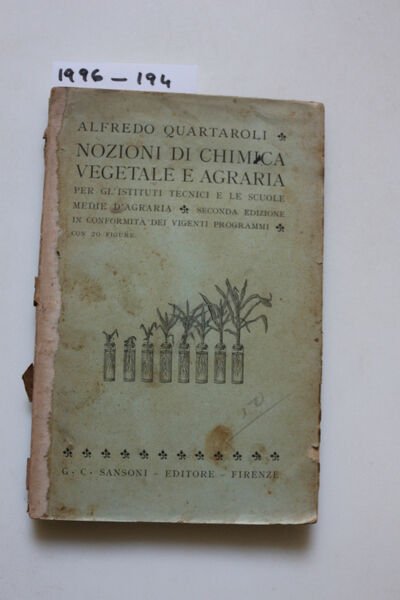 1996 - 194
ALFREDO QUARTAROLI
NOZIONI DI CHIMICA
VEGETALE E AGRARIA
PER GL'ISTITUTI TECNICI E LE SCUOLE
MEDIE D'AGRARIA SECONDA EDIZIONE
IN CONFORMITÀ DEI VIGENTI PROGRAMMI
CON 20 FIGURE.
G. C. SANSONI - EDITORE - FIRENZE